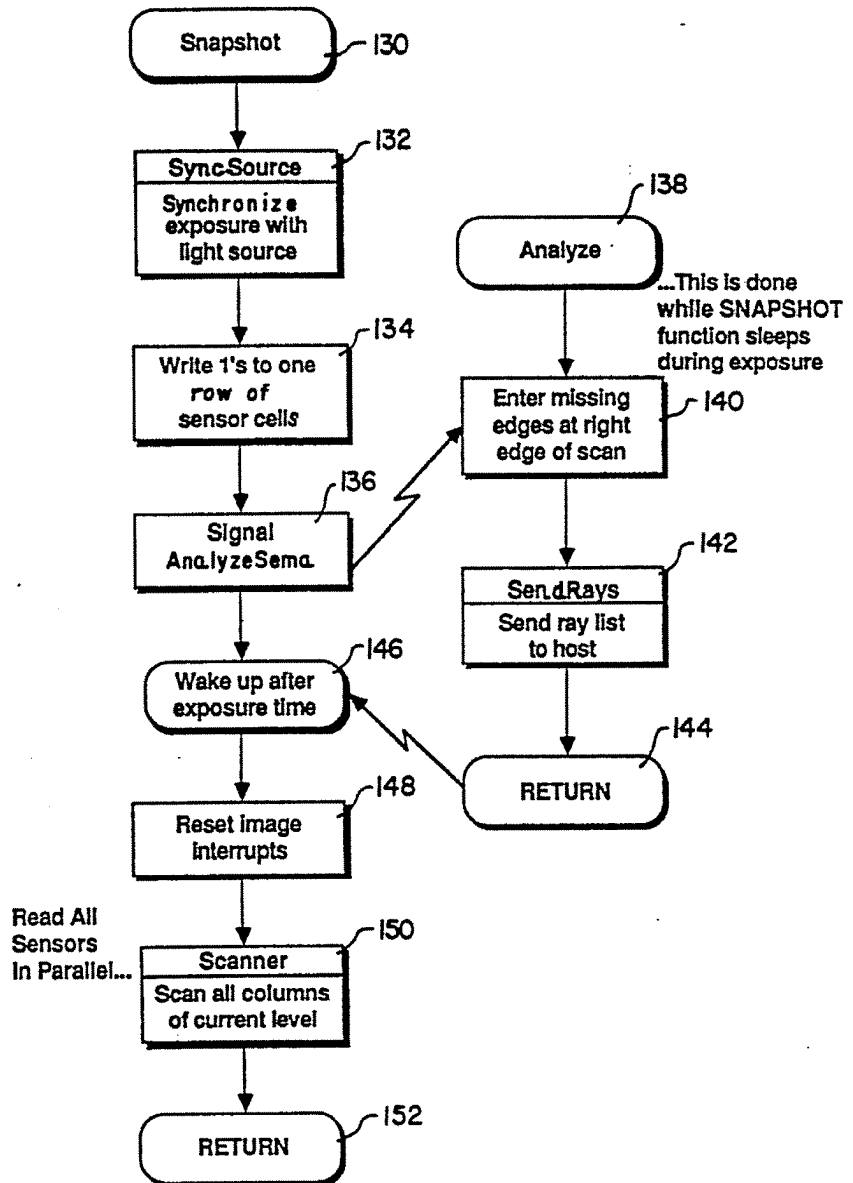 Snapshot
130
132
Sync-Source
Synchronize
exposure with
light source
134
Write 1's to one
row of
sensor cells
136
Signal
AnalyzeSema
146
Wake up after
exposure time
148
Reset image
interrupts
Read All
Sensors
In Parallel...
150
Scanner
Scan all columns
of current level
152
RETURN
138
Analyze
...This is done
while SNAPSHOT
function sleeps
during exposure
140
Enter missing
edges at right
edge of scan
142
SendRays
Send ray list
to host
144
RETURN